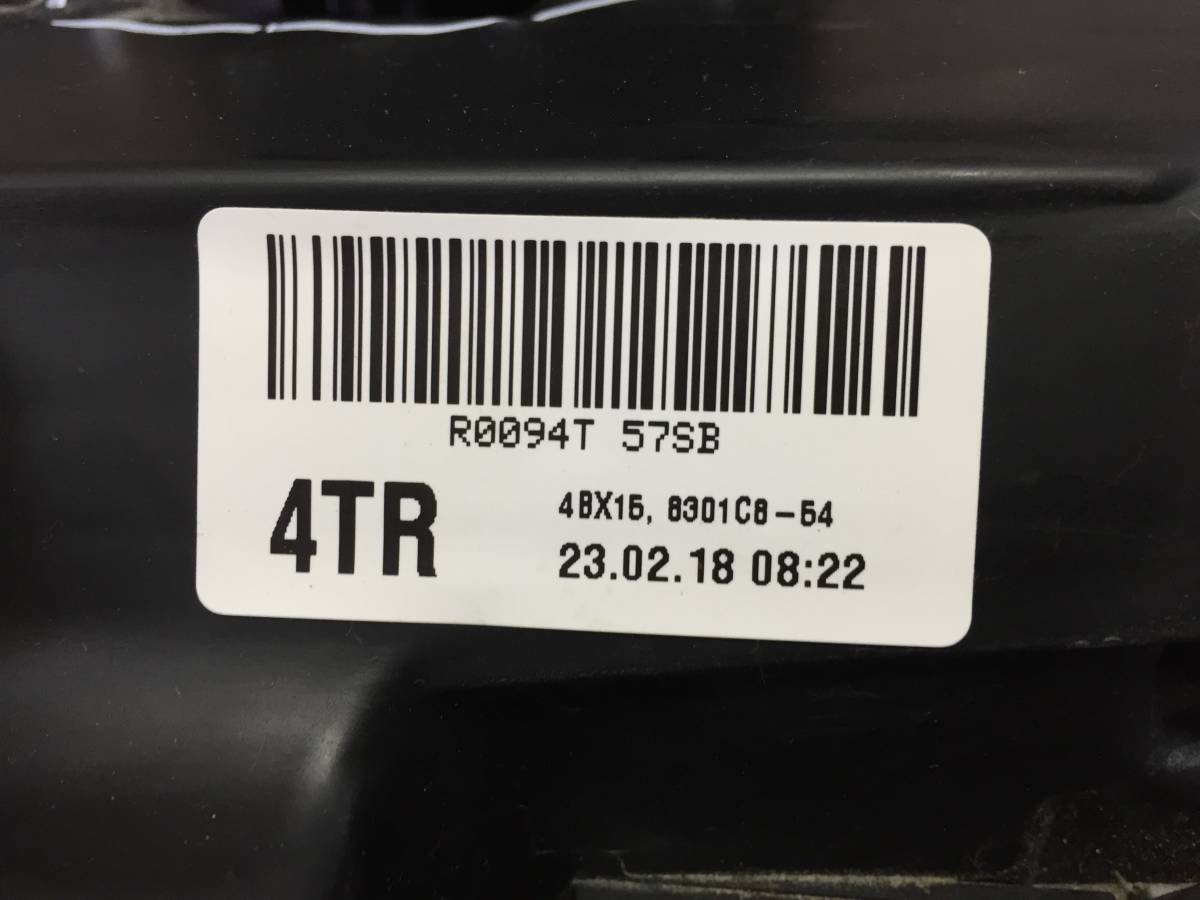 R0094T 57SB
4TR
4BX15, 8301C8-54
23.02.18 08:22